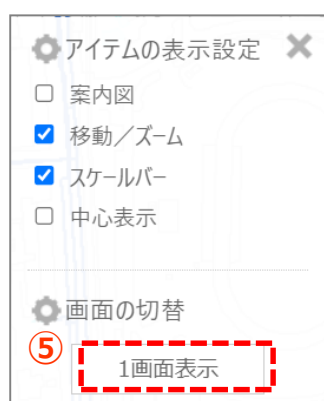 アイテムの表示設定
案内図
移動／ズーム
スケールバー
中心表示
画面の切替
⑤
1画面表示